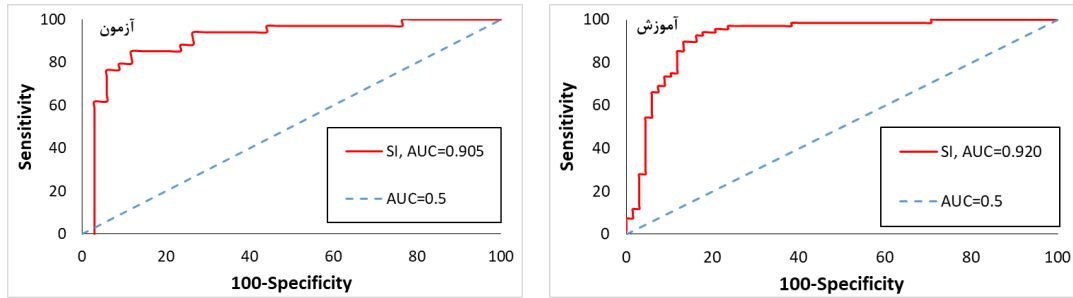 آزمون
100
80
60
40
20
0
Sensitivity
SI, AUC=0.905
AUC=0.5
0 20 40 60 80 100
100-Specificity
آموزش
100
80
60
40
20
0
Sensitivity
SI, AUC=0.920
AUC=0.5
0 20 40 60 80 100
100-Specificity